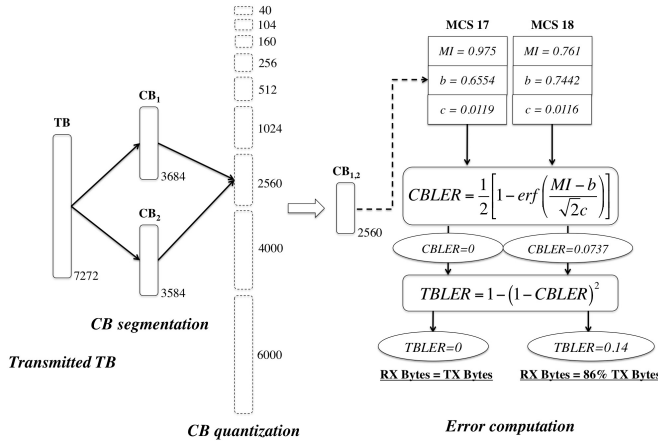 40
104
160
256
512
1024
2560
4000
6000
TB
7272
CB1
3684
CB2
3584
CB segmentation
Transmitted TB
CB quantization
CB1,2
2560
MCS 17
MI = 0.975
b = 0.6554
c = 0.0119
MCS 18
MI = 0.761
b = 0.7442
c = 0.0116
CBLER = 1/2 [1 − erf ((MI − b) / (√2c))]
CBLER=0
CBLER=0.0737
TBLER = 1 − (1 − CBLER)^2
TBLER=0
TBLER=0.14
RX Bytes = TX Bytes
RX Bytes = 86% TX Bytes
Error computation